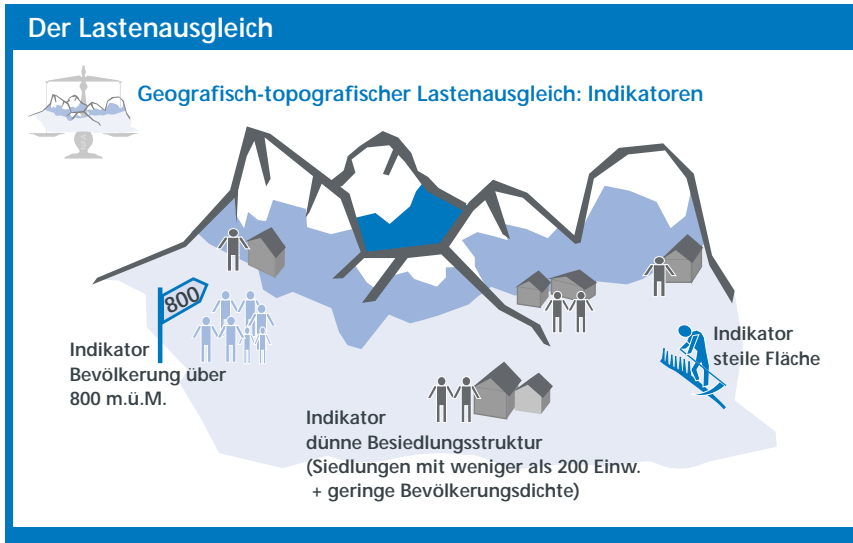 Der Lastenausgleich
Geografisch-topografischer Lastenausgleich: Indikatoren
800
Indikator
Bevölkerung über
800 m.ü.M.
Indikator
dünne Besiedlungsstruktur
(Siedlungen mit weniger als 200 Einw.
+ geringe Bevölkerungsdichte)
Indikator
steile Fläche